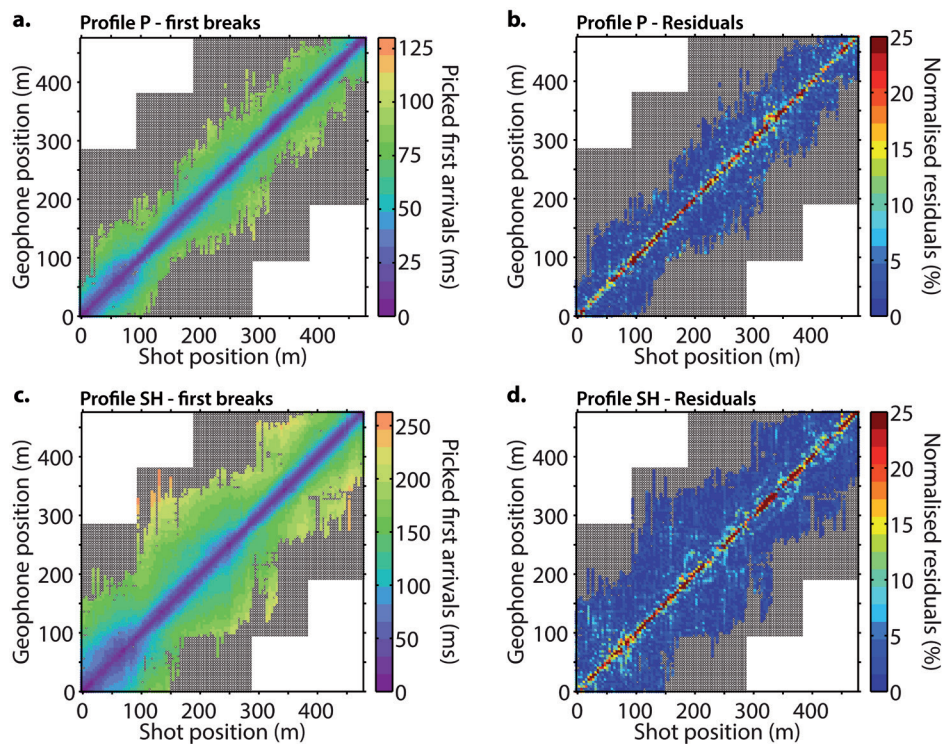 a. Profile P - first breaks
Geophone position (m)
400
300
200
100
0
0 100 200 300 400
Shot position (m)
125
100
75
50
25
0
Picked first arrivals (ms)
b. Profile P - Residuals
Geophone position (m)
400
300
200
100
0
0 100 200 300 400
Shot position (m)
25
20
15
10
5
0
Normalised residuals (%)
c. Profile SH - first breaks
Geophone position (m)
400
300
200
100
0
0 100 200 300 400
Shot position (m)
250
200
150
100
50
0
Picked first arrivals (ms)
d. Profile SH - Residuals
Geophone position (m)
400
300
200
100
0
0 100 200 300 400
Shot position (m)
25
20
15
10
5
0
Normalised residuals (%)